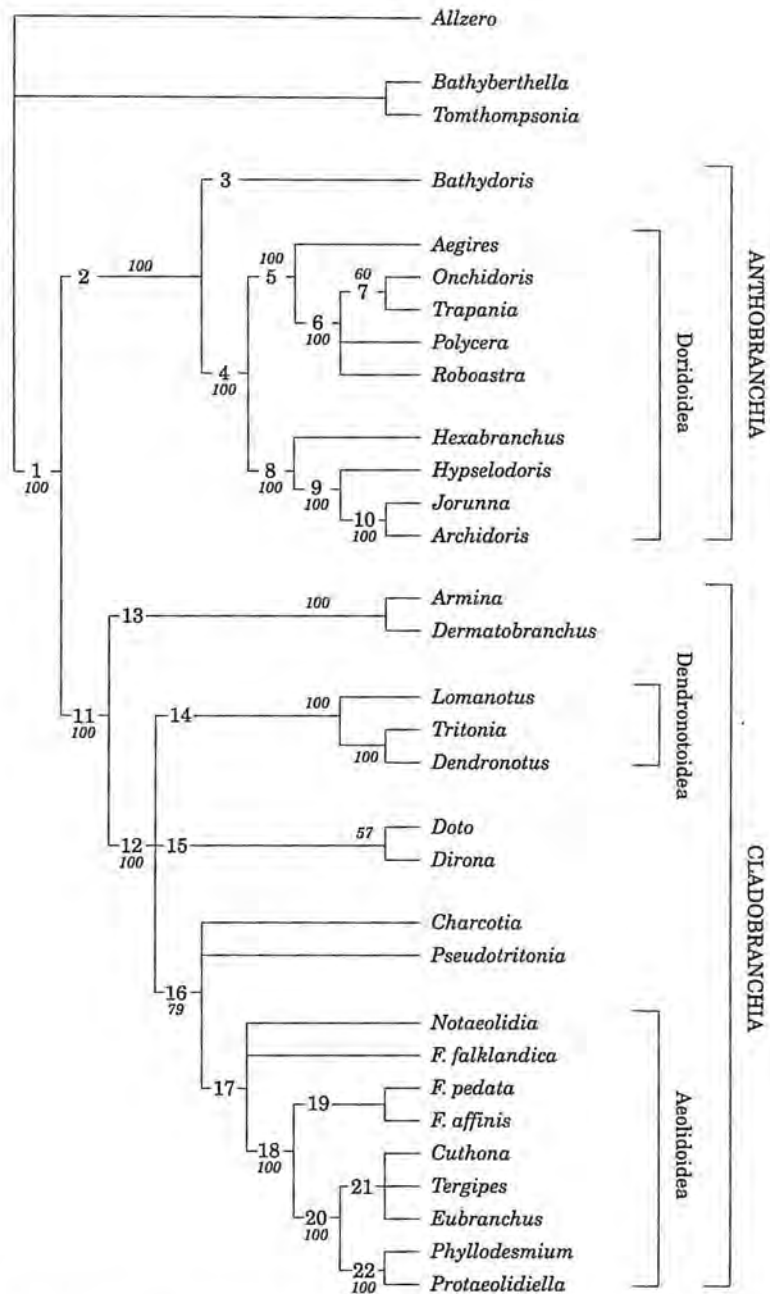 Allzero
Bathyberthella
Tomthompsonia
3
Bathydoris
Aegires
100
5
60
7
Onchidoris
Trapania
2
100
6
100
Polycera
Roboastra
4
100
Hexabranchus
1
100
8
100
Hypselodoris
9
100
Jorunna
10
100
Archidoris
Doridoidea
ANTHOBRANCHIA
Armina
13
100
Dermatobranchus
Lomanotus
11
100
14
100
Tritonia
100
Dendronotus
Dendronotoidea
Doto
12
100
15
57
Dirona
Charcotia
Pseudotritonia
16
79
Notaeolidia
F. falklandica
17
F. pedata
19
F. affinis
18
100
Cuthona
21
Tergipes
20
100
Eubranchus
Phyllodesmium
22
100
Protaeolidiella
Aeolidoidea
CLADOBRANCHIA